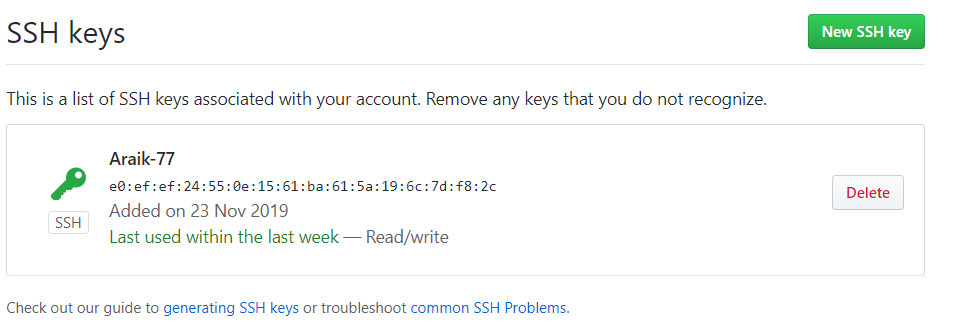 SSH keys
New SSH key
This is a list of SSH keys associated with your account. Remove any keys that you do not recognize.
Araik-77
e0:ef:ef:24:55:0e:15:61:ba:61:5a:19:6c:7d:f8:2c
Added on 23 Nov 2019
Last used within the last week — Read/write
SSH
Delete
Check out our guide to generating SSH keys or troubleshoot common SSH Problems.